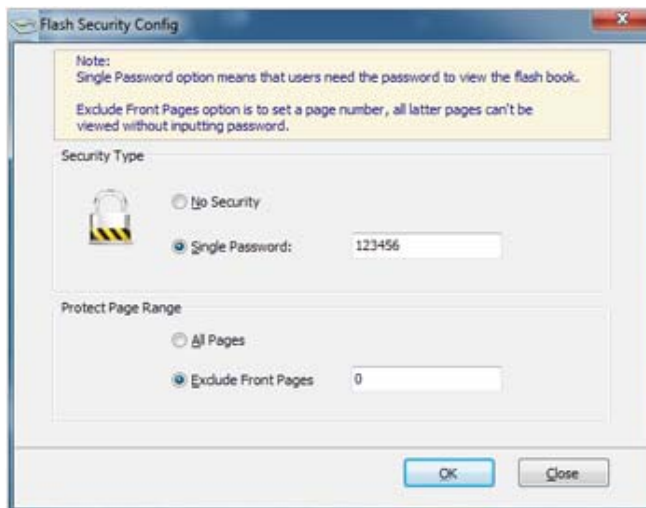 Flash Security Config
Note:
Single Password option means that users need the password to view the flash book.
Exclude Front Pages option is to set a page number, all latter pages can't be
viewed without inputting password.
Security Type
No Security
Single Password:
123456
Protect Page Range
All Pages
Exclude Front Pages
0
OK
Close